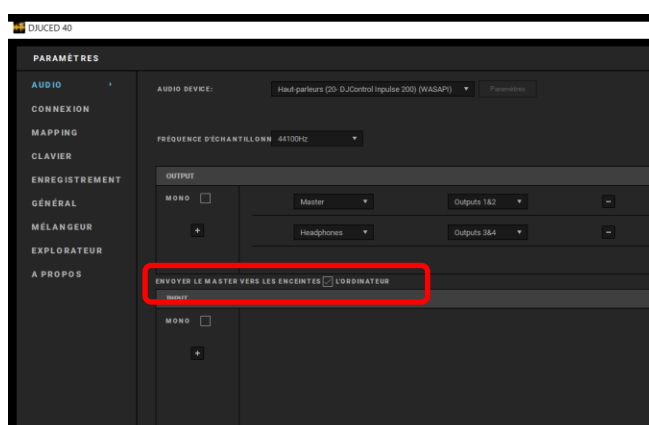 DJUCED 40
PARAMÈTRES
AUDIO
CONNEXION
MAPPING
CLAVIER
ENREGISTREMENT
GÉNÉRAL
MÉLANGEUR
EXPLORATEUR
A PROPOS
AUDIO DEVICE: Haut-parleurs (20- DJControl Inpulse 200) (WASAPI) Paramètres
FRÉQUENCE D'ÉCHANTILLONN 44100Hz
OUTPUT
MONO Master Outputs 1&2 −
+ Headphones Outputs 3&4 −
ENVOYER LE MASTER VERS LES ENCEINTES L'ORDINATEUR
INPUT
MONO
+